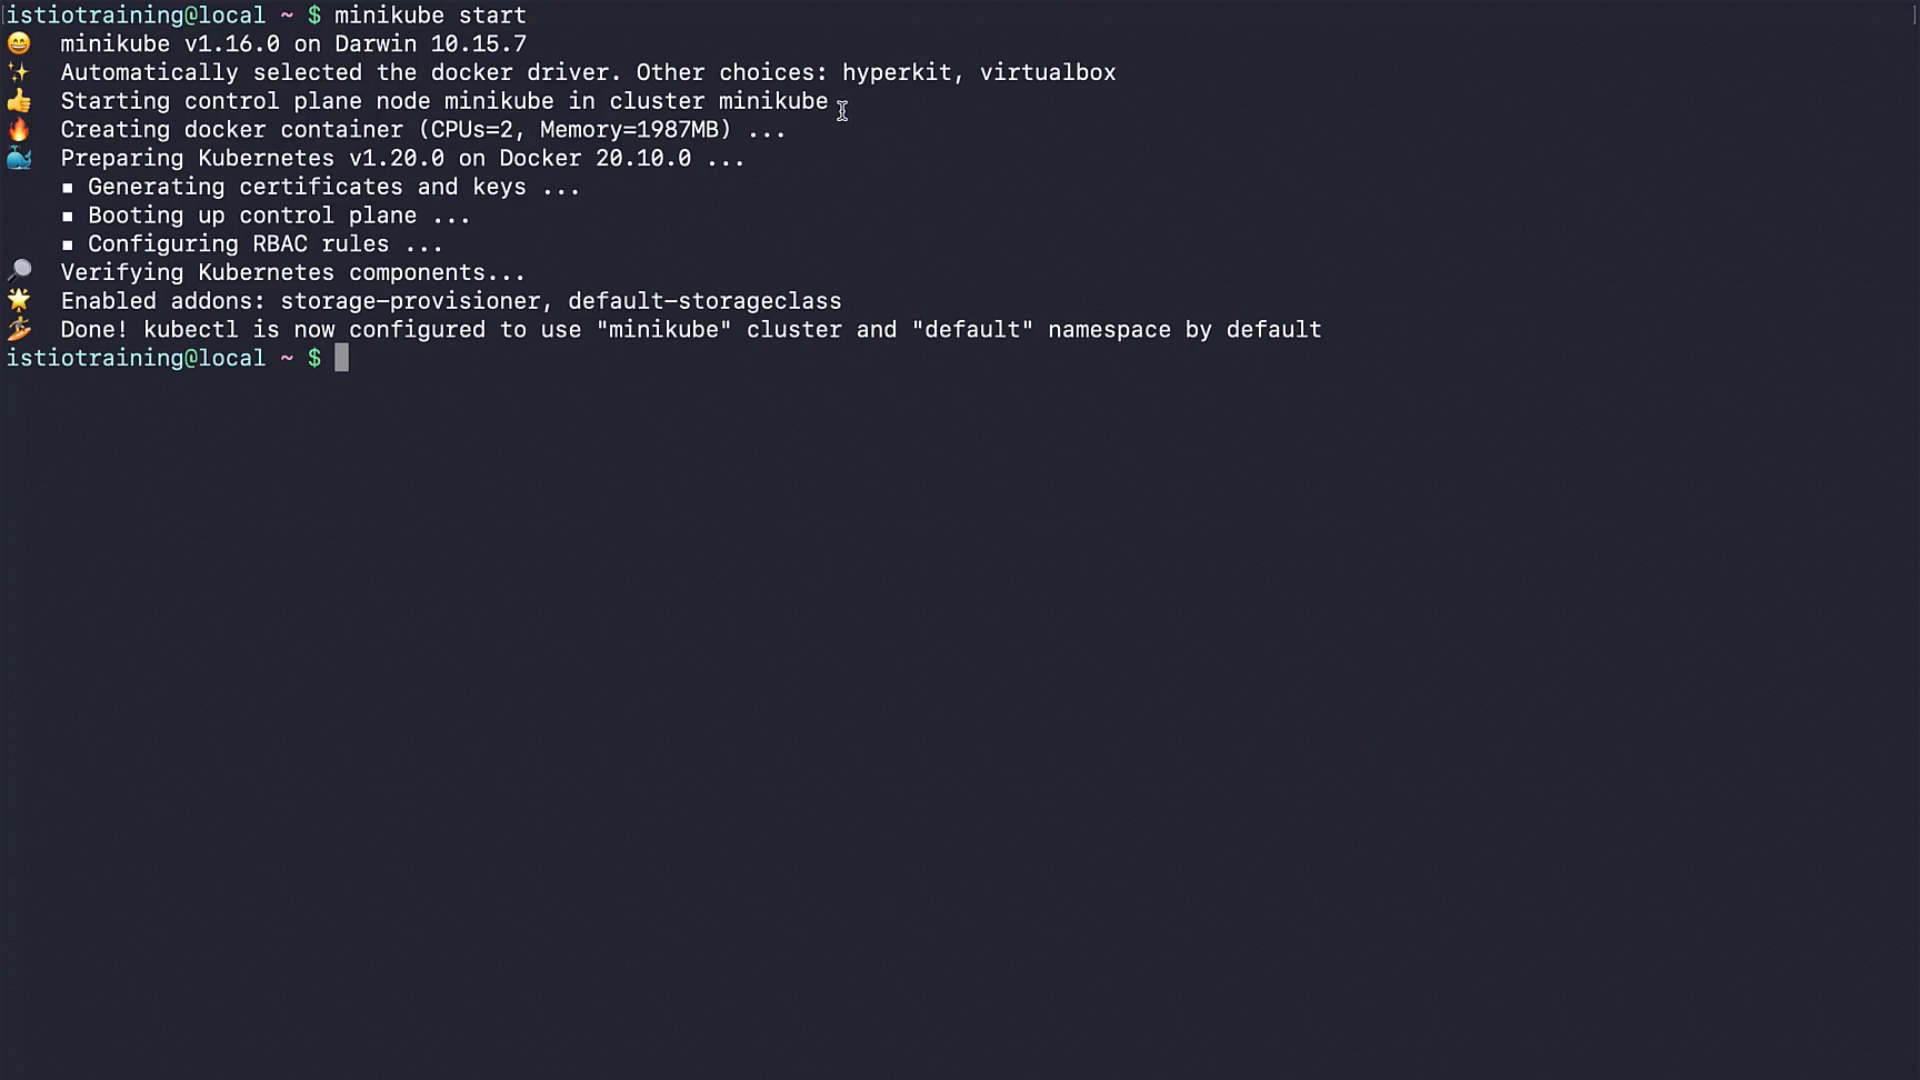 istiotraining@local ~ $ minikube start
😄  minikube v1.16.0 on Darwin 10.15.7
✨  Automatically selected the docker driver. Other choices: hyperkit, virtualbox
👍  Starting control plane node minikube in cluster minikube
🔥  Creating docker container (CPUs=2, Memory=1987MB) ...
🐳  Preparing Kubernetes v1.20.0 on Docker 20.10.0 ...
    ▪ Generating certificates and keys ...
    ▪ Booting up control plane ...
    ▪ Configuring RBAC rules ...
🔎  Verifying Kubernetes components...
🌟  Enabled addons: storage-provisioner, default-storageclass
🏄  Done! kubectl is now configured to use "minikube" cluster and "default" namespace by default
istiotraining@local ~ $